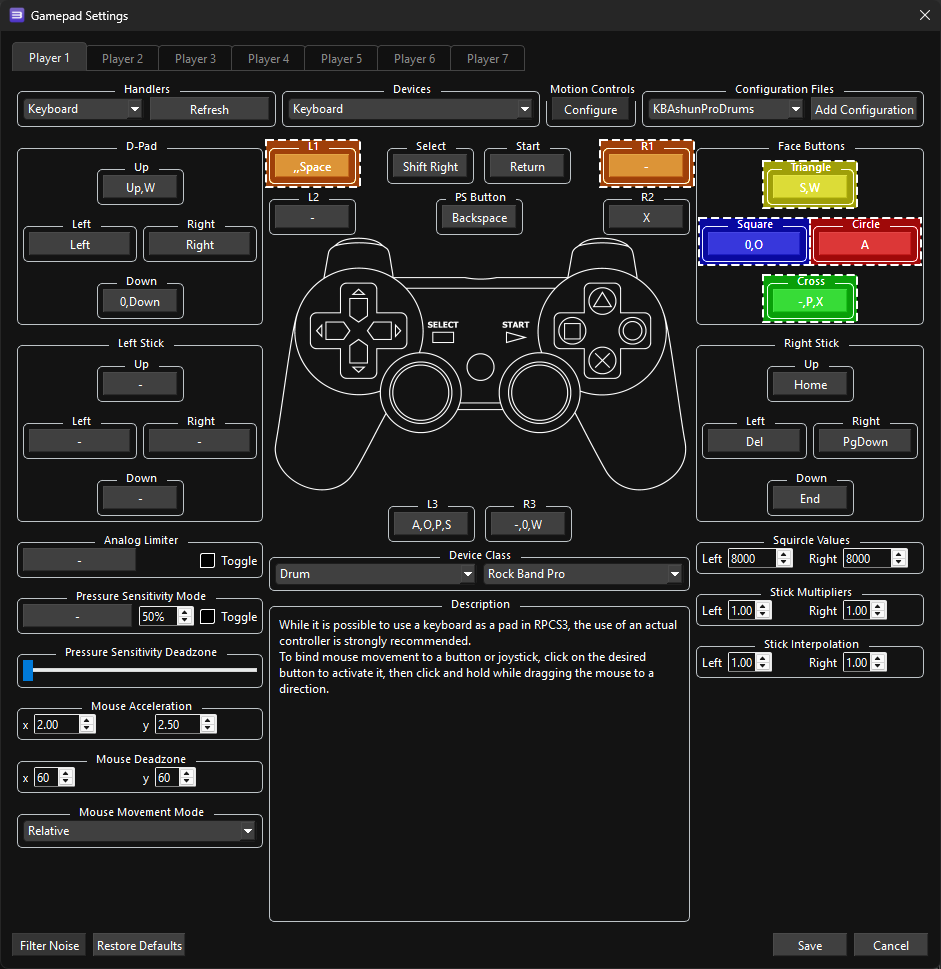 Gamepad Settings
Player 1 Player 2 Player 3 Player 4 Player 5 Player 6 Player 7
Handlers Devices Motion Controls Configuration Files
Keyboard Refresh Keyboard Configure KBAshunProDrums Add Configuration
D-Pad L1 Select Start R1 Face Buttons
Up ,,Space Shift Right Return - Triangle
Up,W S,W
L2 PS Button R2
- Backspace X
Left Right Square Circle
Left Right 0,O A
Down Cross
0,Down -,P,X
SELECT START
Left Stick Right Stick
Up Up
- Home
Left Right Left Right
- - Del PgDown
Down Down
- End
L3 R3
A,O,P,S -,0,W
Analog Limiter Squircle Values
- Toggle Left 8000 Right 8000
Device Class
Drum Rock Band Pro
Pressure Sensitivity Mode Stick Multipliers
- 50% Toggle Left 1.00 Right 1.00
Description
While it is possible to use a keyboard as a pad in RPCS3, the use of an actual
controller is strongly recommended.
To bind mouse movement to a button or joystick, click on the desired
button to activate it, then click and hold while dragging the mouse to a
direction.
Pressure Sensitivity Deadzone Stick Interpolation
Left 1.00 Right 1.00
Mouse Acceleration
x 2.00 y 2.50
Mouse Deadzone
x 60 y 60
Mouse Movement Mode
Relative
Filter Noise Restore Defaults Save Cancel